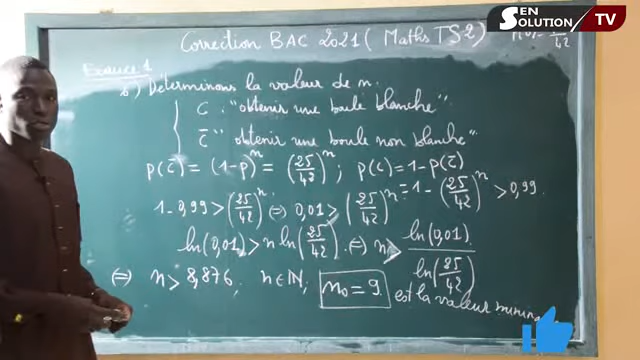 SEN SOLUTION TV
Correction BAC 2021 (Maths TS2)
Exercice 1
b) Déterminons la valeur de n.
C : "obtenir une boule blanche".
C̅ " obtenir une boule non blanche"
p(C̅) = (1-p)^n = (25/42)^n ; p(C) = 1 - p(C̅)
= 1 - (25/42)^n > 0,99.
1-0,99 > (25/42)^n ⇔ 0,01 > (25/42)^n
ln(0,01) > n ln(25/42) ⇔ n > ln(0,01) / ln(25/42)
⇔ n > 8,876, n ∈ ℕ; n₀ = 9 est la valeur